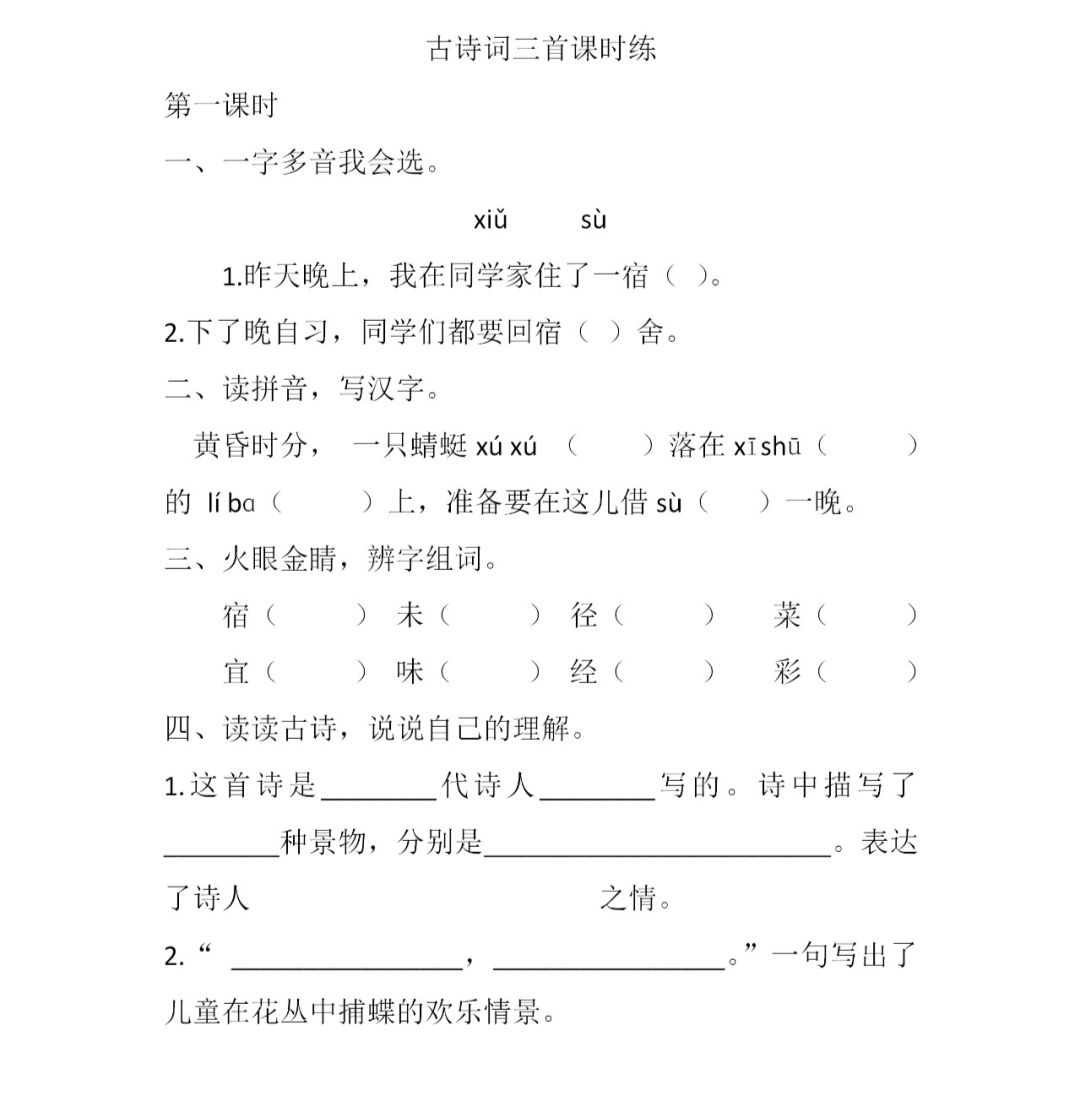 古诗词三首课时练
第一课时
一、一字多音我会选。
xiǔ sù
1.昨天晚上，我在同学家住了一宿（ ）。
2.下了晚自习，同学们都要回宿（ ）舍。
二、读拼音，写汉字。
黄昏时分， 一只蜻蜓 xú xú （ ）落在 xī shū（ ）
的 lí bɑ（ ）上，准备要在这儿借 sù（ ）一晚。
三、火眼金睛，辨字组词。
宿（ ） 未（ ） 径（ ） 菜（ ）
宜（ ） 味（ ） 经（ ） 彩（ ）
四、读读古诗，说说自己的理解。
1.这首诗是________代诗人________写的。诗中描写了
________种景物，分别是________________________。表达
了诗人 之情。
2.“ ________________，________________。”一句写出了
儿童在花丛中捕蝶的欢乐情景。